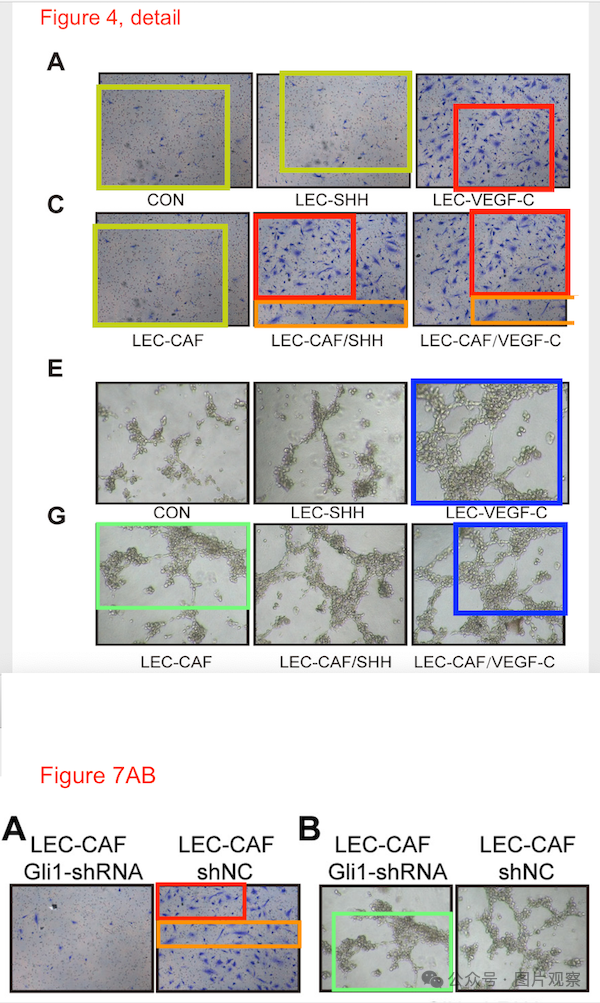 Figure 4, detail
A
CON
LEC-SHH
LEC-VEGF-C
C
LEC-CAF
LEC-CAF/SHH
LEC-CAF/VEGF-C
E
CON
LEC-SHH
LEC-VEGF-C
G
LEC-CAF
LEC-CAF/SHH
LEC-CAF/VEGF-C
Figure 7AB
A
LEC-CAF
Gli1-shRNA
LEC-CAF
shNC
B
LEC-CAF
Gli1-shRNA
LEC-CAF
shNC
公众号 · 图片观察